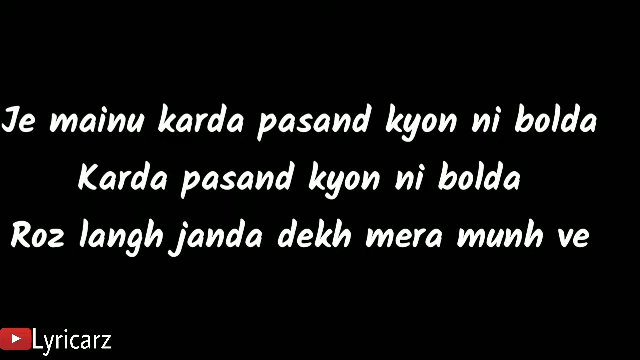 Je mainu karda pasand kyon ni bolda
Karda pasand kyon ni bolda
Roz langh janda dekh mera munh ve
Lyricarz